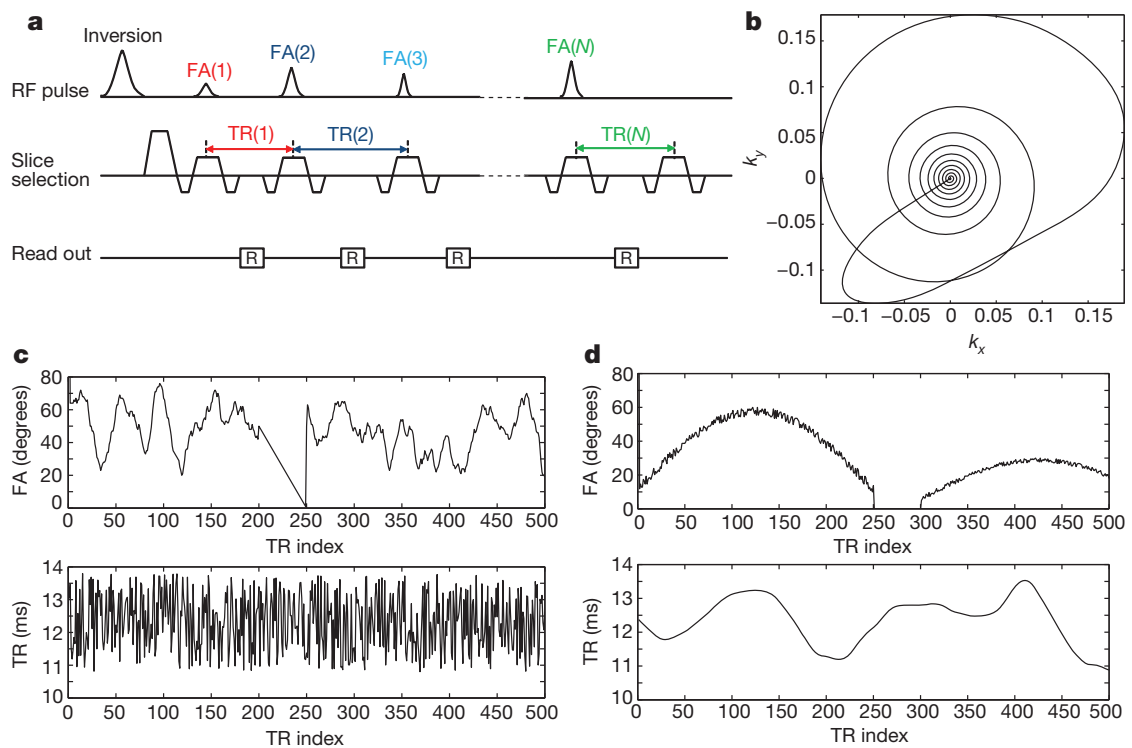 a
Inversion
FA(1)
FA(2)
FA(3)
FA(N)
RF pulse
TR(1)
TR(2)
TR(N)
Slice
selection
Read out
R R R R
b
0.15
0.1
0.05
0
−0.05
−0.1
k_y
−0.1 −0.05 0 0.05 0.1 0.15
k_x
c
80
60
40
20
0
FA (degrees)
0 50 100 150 200 250 300 350 400 450 500
TR index
14
13
12
11
10
TR (ms)
0 50 100 150 200 250 300 350 400 450 500
TR index
d
80
60
40
20
0
FA (degrees)
0 50 100 150 200 250 300 350 400 450 500
TR index
14
13
12
11
10
TR (ms)
0 50 100 150 200 250 300 350 400 450 500
TR index